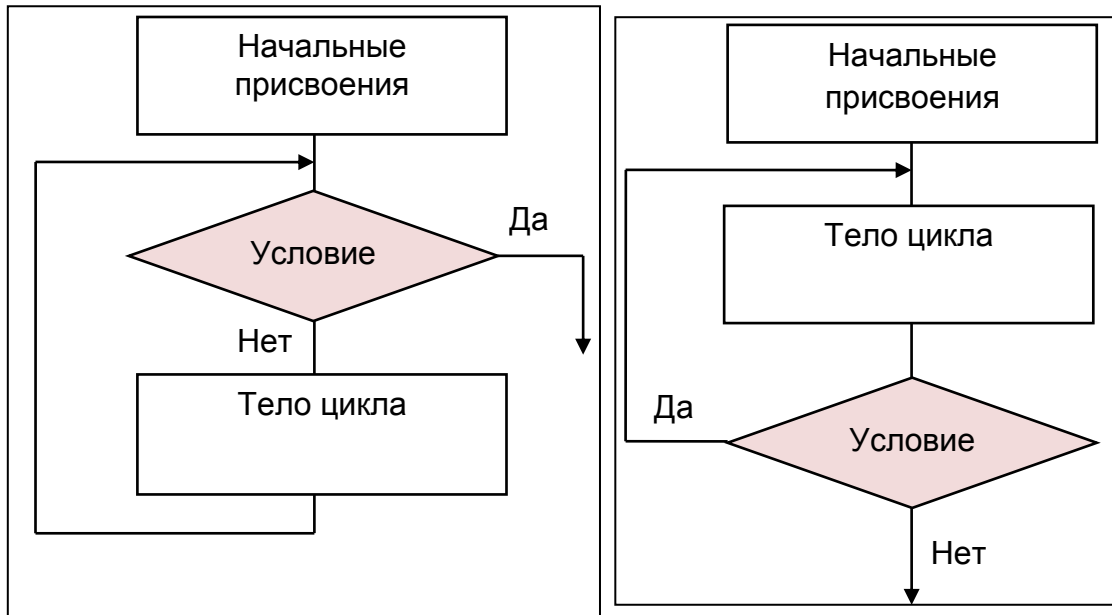 Начальные
присвоения
Да
Условие
Нет
Тело цикла
Начальные
присвоения
Тело цикла
Да
Условие
Нет